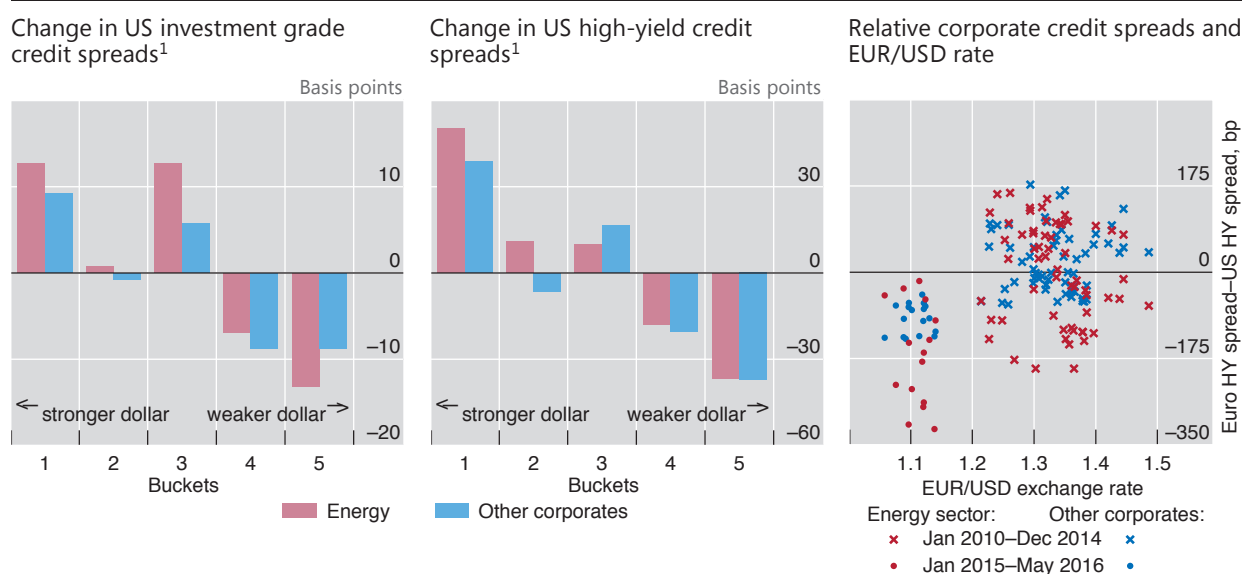 Change in US investment grade
credit spreads1
Basis points
10
0
–10
–20
← stronger dollar
weaker dollar →
1 2 3 4 5
Buckets
Change in US high-yield credit
spreads1
Basis points
30
0
–30
–60
← stronger dollar
weaker dollar →
1 2 3 4 5
Buckets
Energy
Other corporates
Relative corporate credit spreads and
EUR/USD rate
175
0
–175
–350
Euro HY spread–US HY spread, bp
1.1 1.2 1.3 1.4 1.5
EUR/USD exchange rate
Energy sector: Other corporates:
Jan 2010–Dec 2014
Jan 2015–May 2016